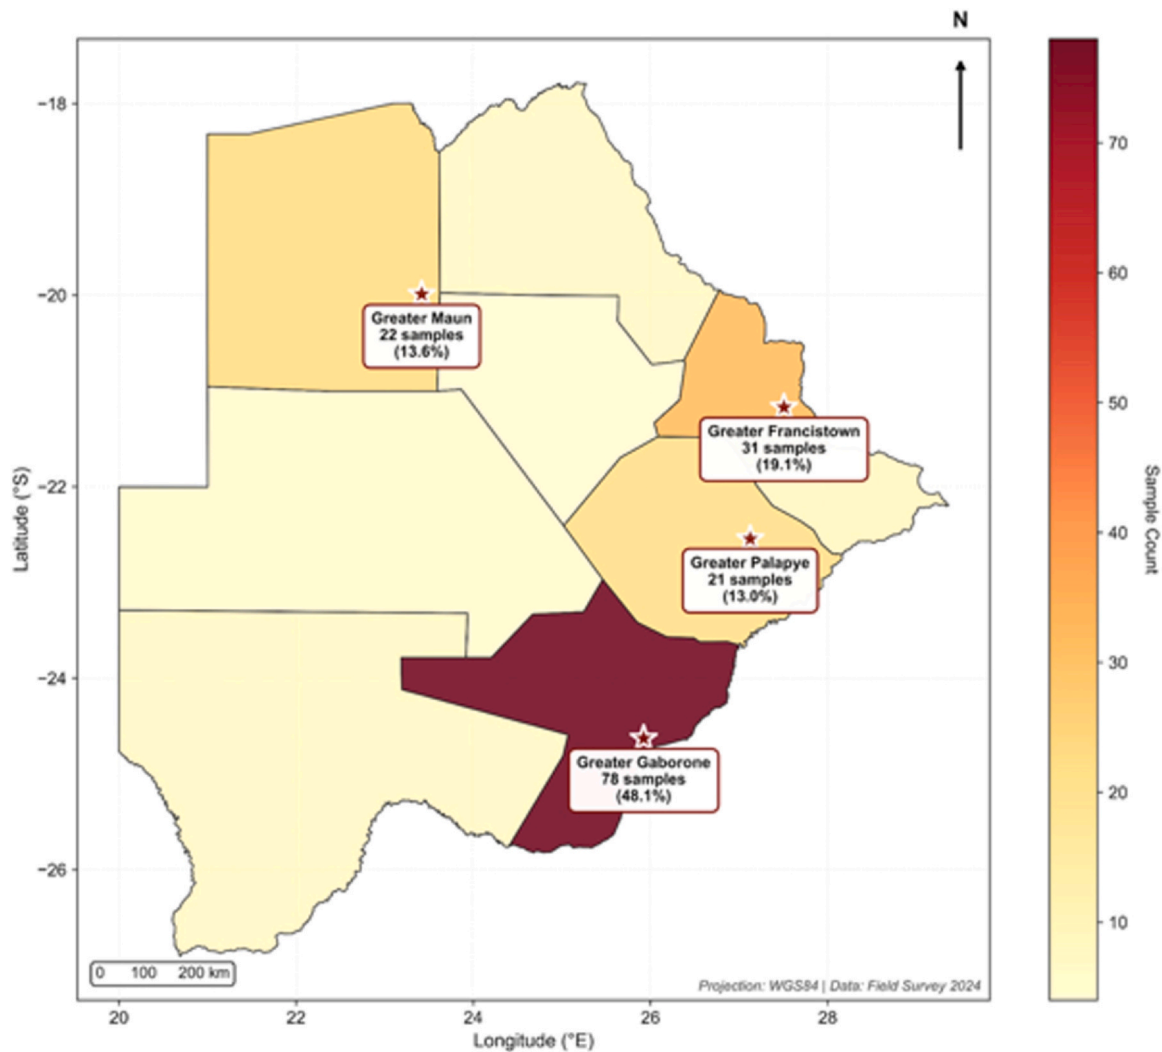 N
−18
−20
−22
−24
−26
Latitude (°S)
Greater Maun
22 samples
(13.6%)
Greater Francistown
31 samples
(19.1%)
Greater Palapye
21 samples
(13.0%)
Greater Gaborone
78 samples
(48.1%)
0 100 200 km
Projection: WGS84 | Data: Field Survey 2024
20 22 24 26 28
Longitude (°E)
70
60
50
40
30
20
10
Sample Count